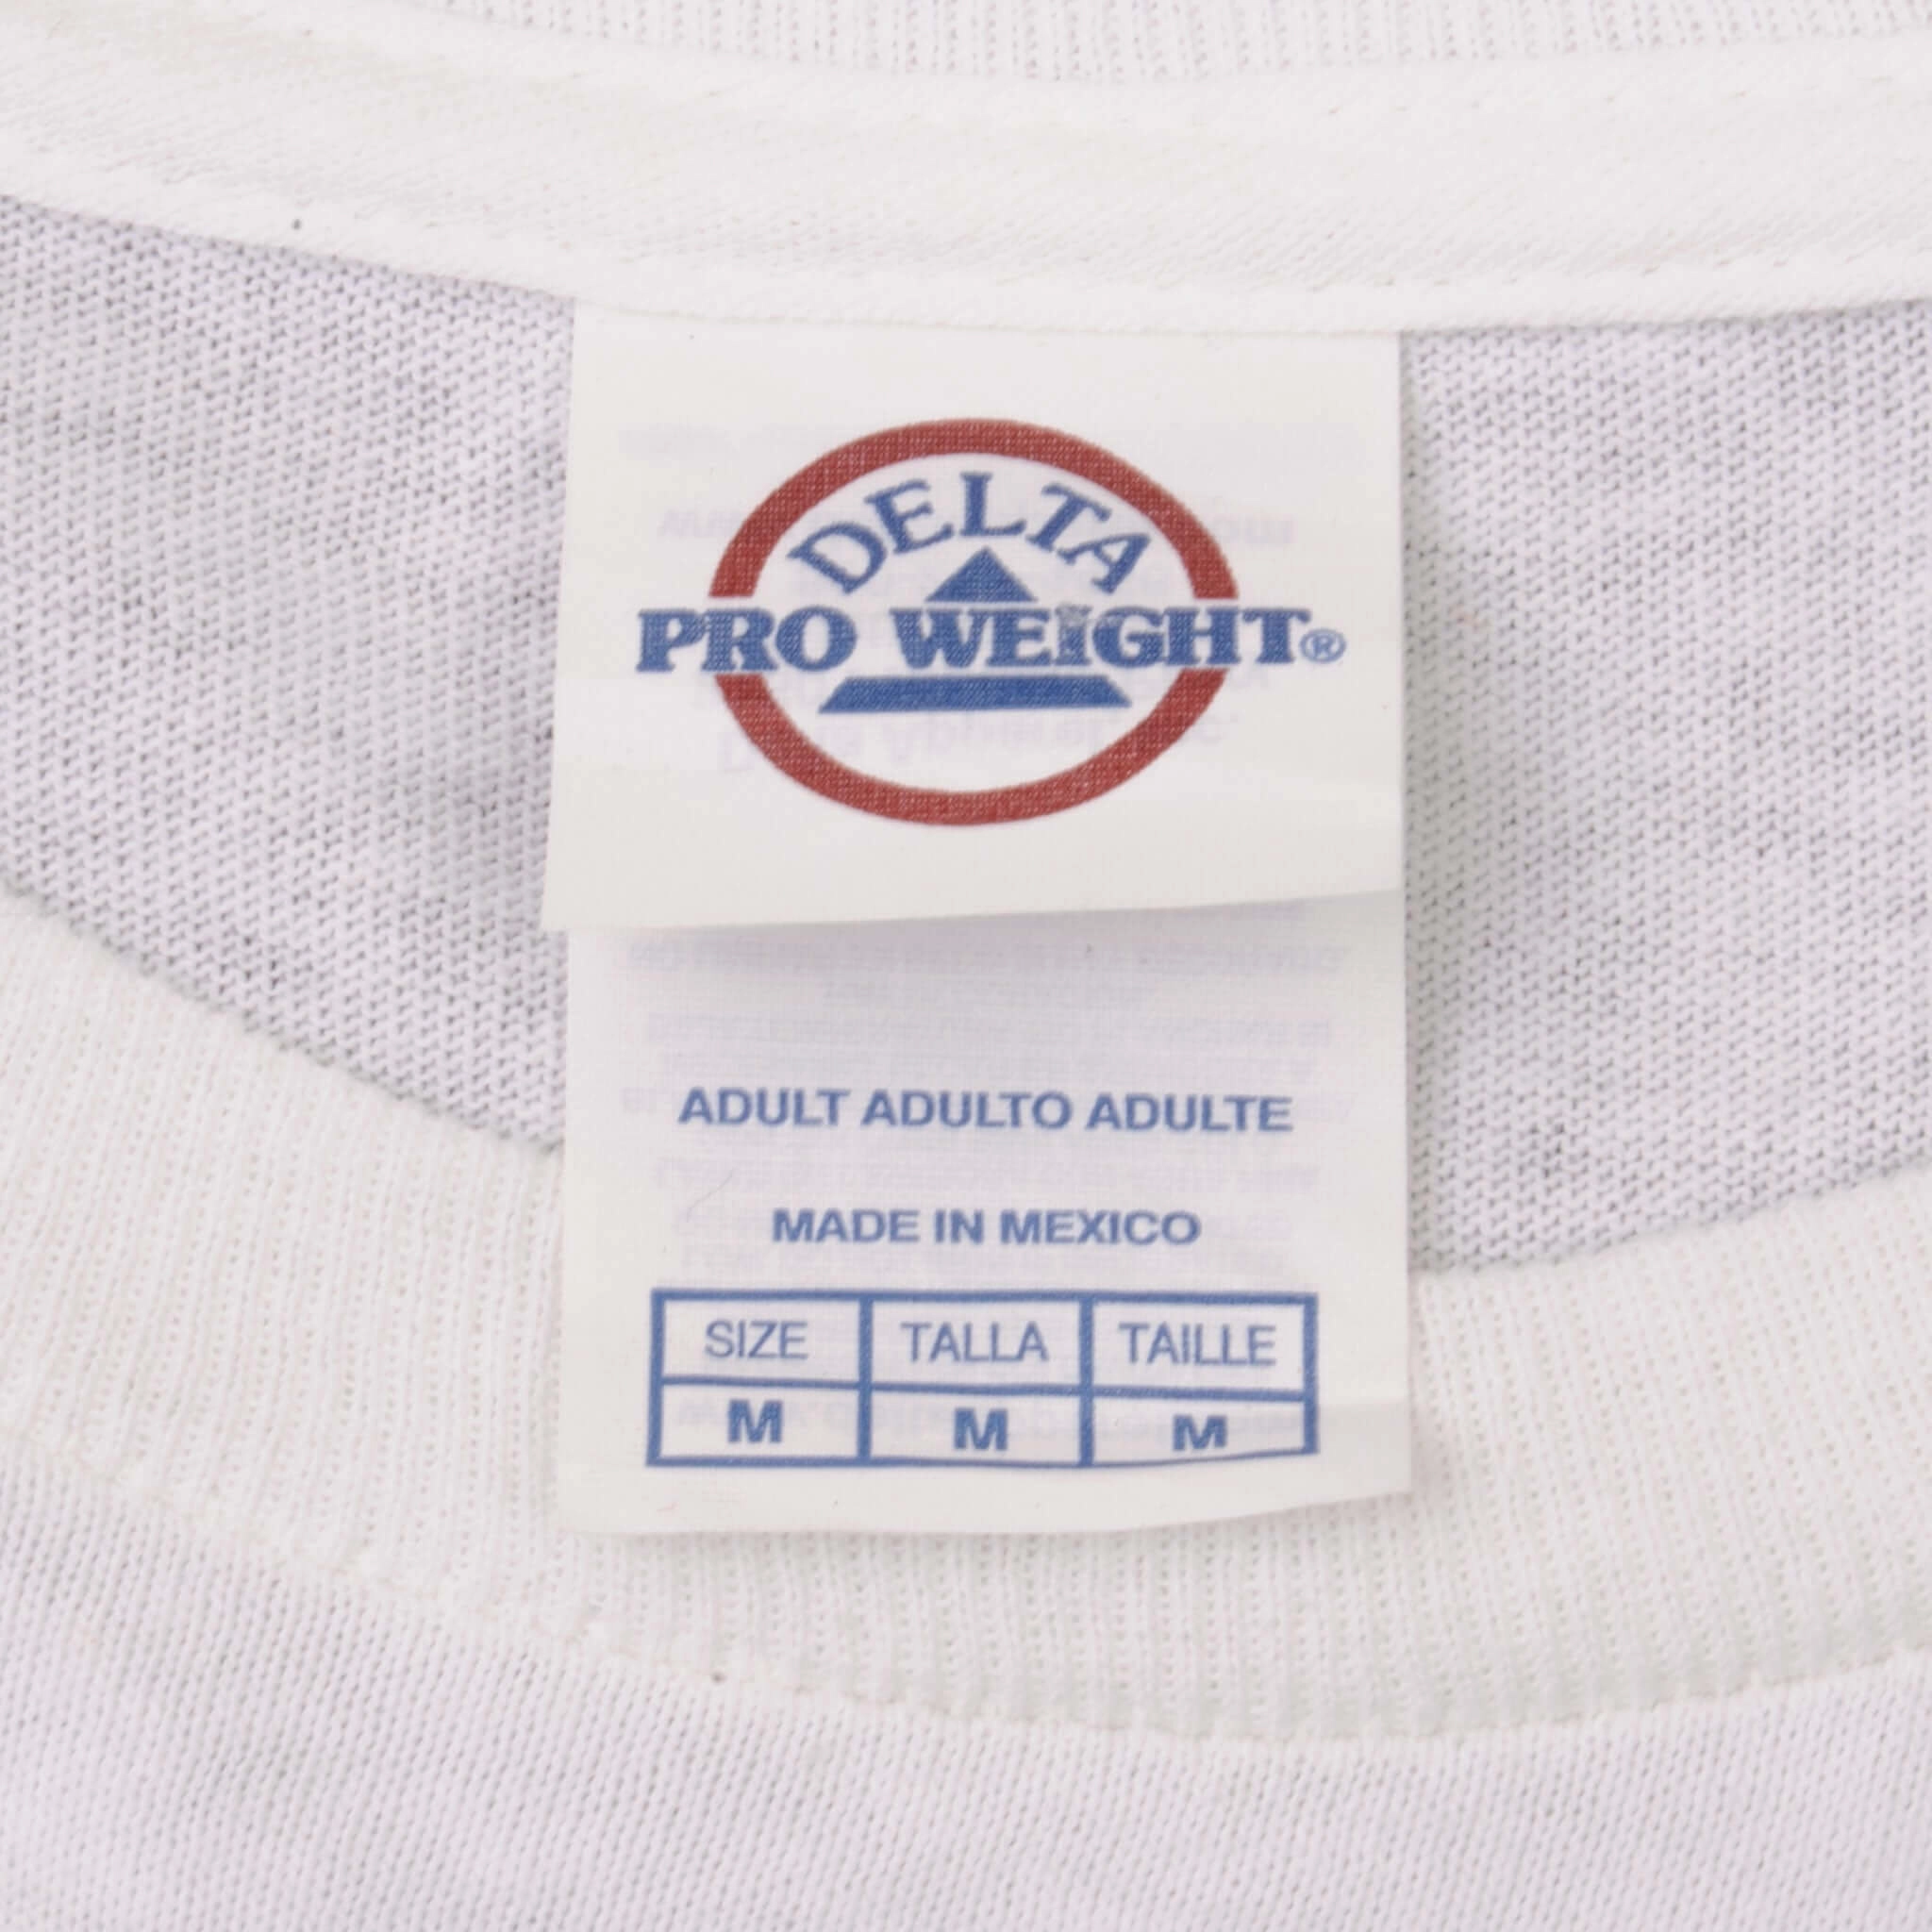 DELTA
PRO WEIGHT®
ADULT ADULTO ADULTE
MADE IN MEXICO
SIZE TALLA TAILLE
M M M